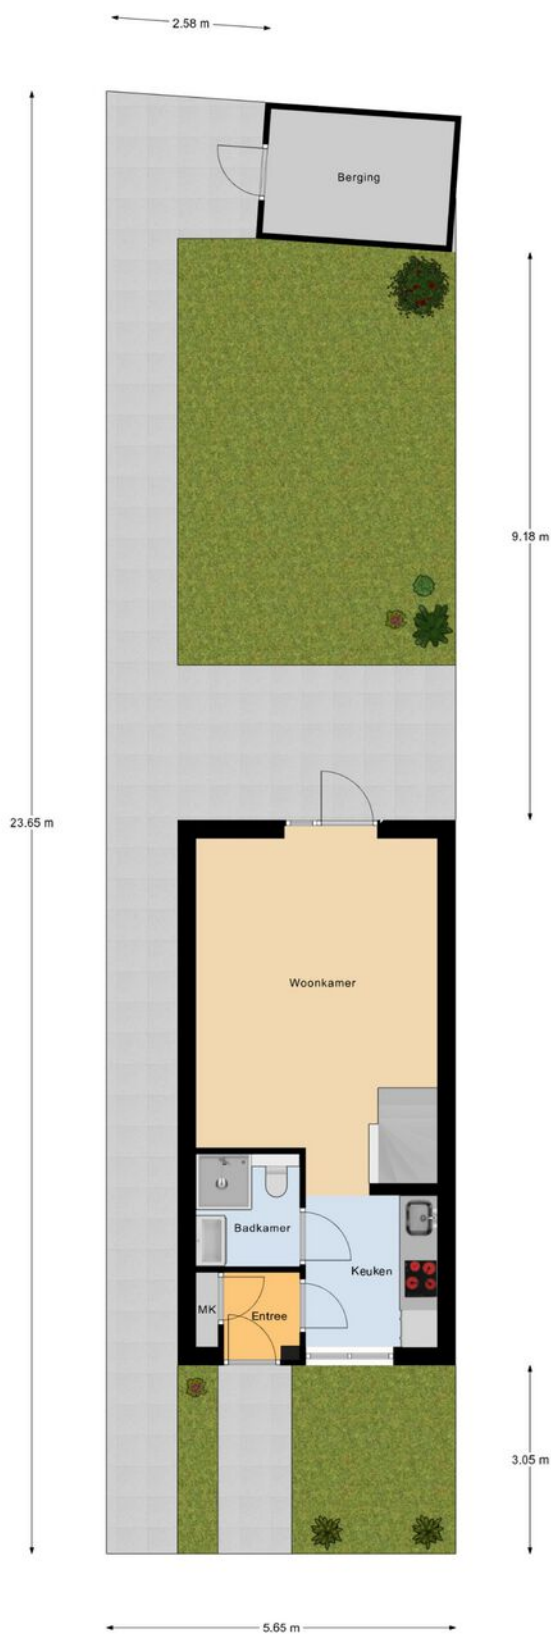 2.58 m
Berging
9.18 m
23.65 m
Woonkamer
Badkamer
Keuken
MK
Entree
3.05 m
5.65 m